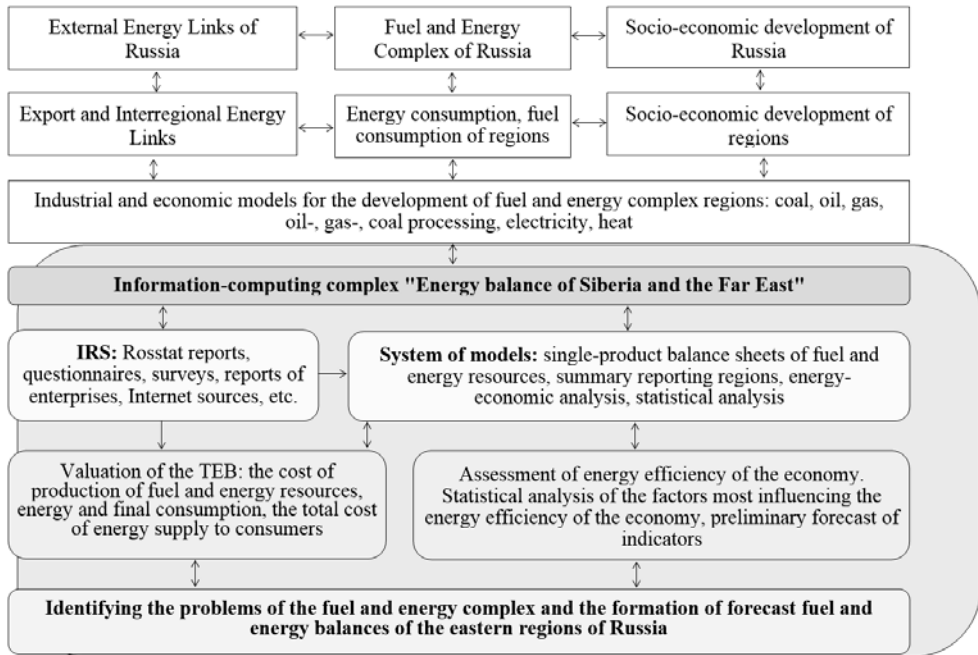 External Energy Links of
Russia
Fuel and Energy
Complex of Russia
Socio-economic development of
Russia
Export and Interregional Energy
Links
Energy consumption, fuel
consumption of regions
Socio-economic development of
regions
Industrial and economic models for the development of fuel and energy complex regions: coal, oil, gas,
oil-, gas-, coal processing, electricity, heat
Information-computing complex "Energy balance of Siberia and the Far East"
IRS: Rosstat reports,
questionnaires, surveys, reports of
enterprises, Internet sources, etc.
System of models: single-product balance sheets of fuel and
energy resources, summary reporting regions, energy-
economic analysis, statistical analysis
Valuation of the TEB: the cost of
production of fuel and energy resources,
energy and final consumption, the total cost
of energy supply to consumers
Assessment of energy efficiency of the economy.
Statistical analysis of the factors most influencing the
energy efficiency of the economy, preliminary forecast of
indicators
Identifying the problems of the fuel and energy complex and the formation of forecast fuel and
energy balances of the eastern regions of Russia